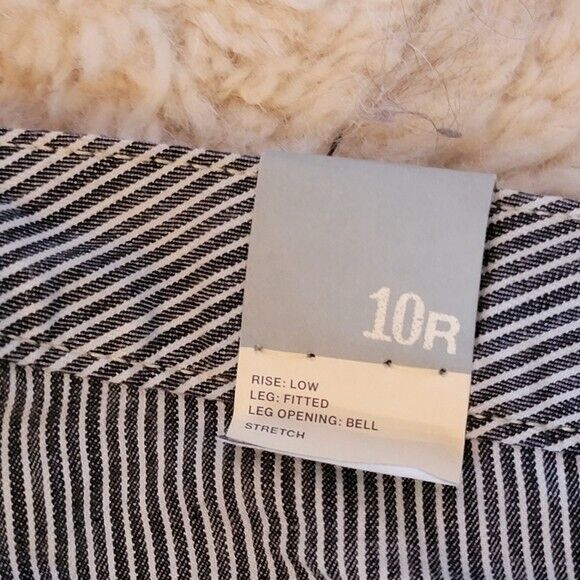 10R
RISE: LOW
LEG: FITTED
LEG OPENING: BELL
STRETCH